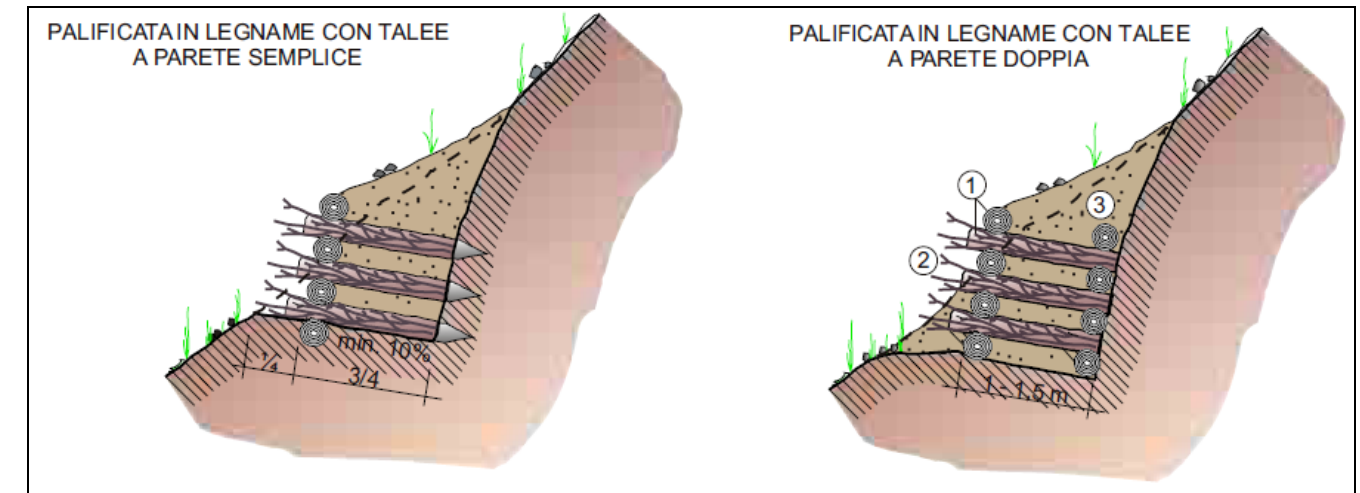 PALIFICATA IN LEGNAME CON TALEE
A PARETE SEMPLICE
min. 10%
¼
3/4
PALIFICATA IN LEGNAME CON TALEE
A PARETE DOPPIA
1
3
2
1 - 1,5 m